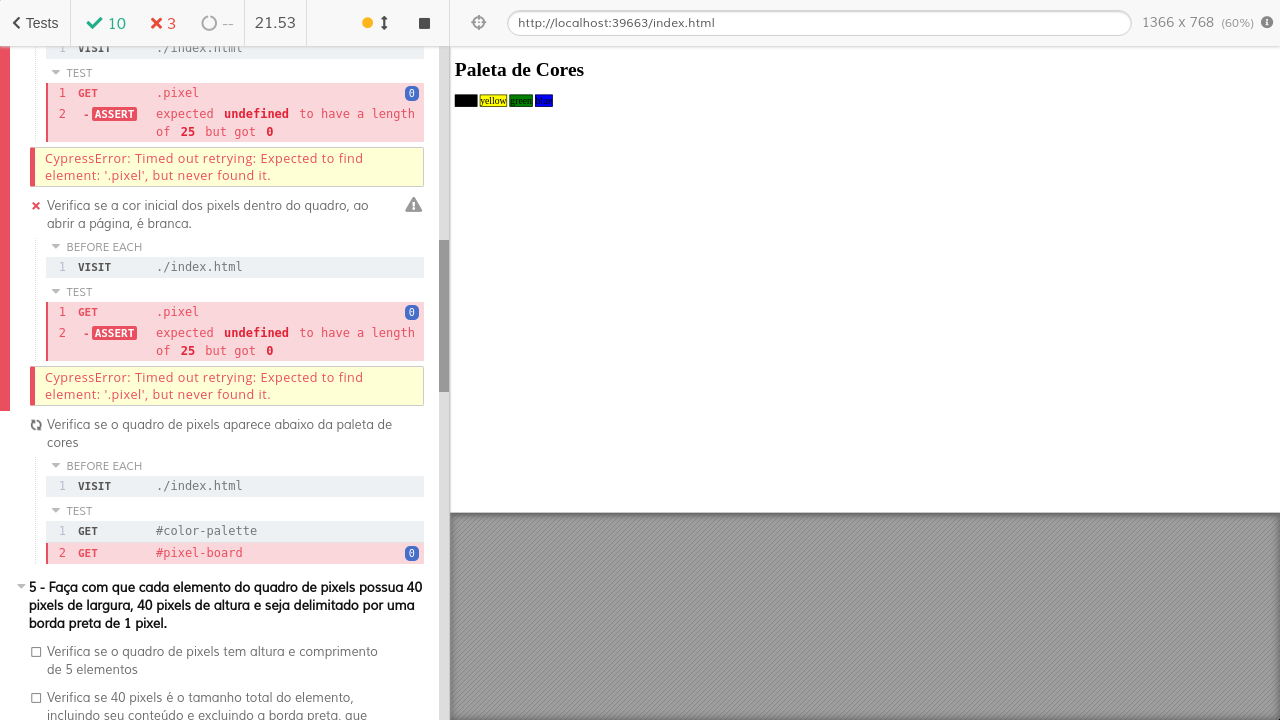 Tests 10 3 -- 21.53
1 VISIT ./index.html
TEST
1 GET .pixel 0
2 -ASSERT expected undefined to have a length
of 25 but got 0
CypressError: Timed out retrying: Expected to find
element: '.pixel', but never found it.
Verifica se a cor inicial dos pixels dentro do quadro, ao
abrir a página, é branca.
BEFORE EACH
1 VISIT ./index.html
TEST
1 GET .pixel 0
2 -ASSERT expected undefined to have a length
of 25 but got 0
CypressError: Timed out retrying: Expected to find
element: '.pixel', but never found it.
Verifica se o quadro de pixels aparece abaixo da paleta de
cores
BEFORE EACH
1 VISIT ./index.html
TEST
1 GET #color-palette
2 GET #pixel-board 0
5 - Faça com que cada elemento do quadro de pixels possua 40
pixels de largura, 40 pixels de altura e seja delimitado por uma
borda preta de 1 pixel.
Verifica se o quadro de pixels tem altura e comprimento
de 5 elementos
Verifica se 40 pixels é o tamanho total do elemento,
incluindo seu conteúdo e excluindo a borda preta, que
http://localhost:39663/index.html 1366 x 768 (60%)
Paleta de Cores
yellow green